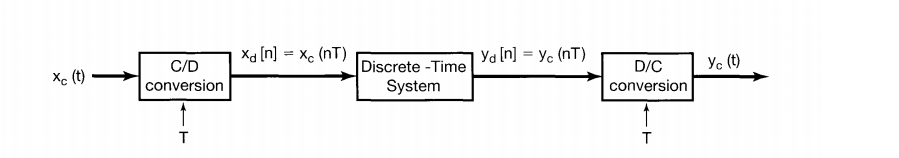 x_c (t)
C/D
conversion
T
x_d [n] = x_c (nT)
Discrete -Time
System
y_d [n] = y_c (nT)
D/C
conversion
T
y_c (t)